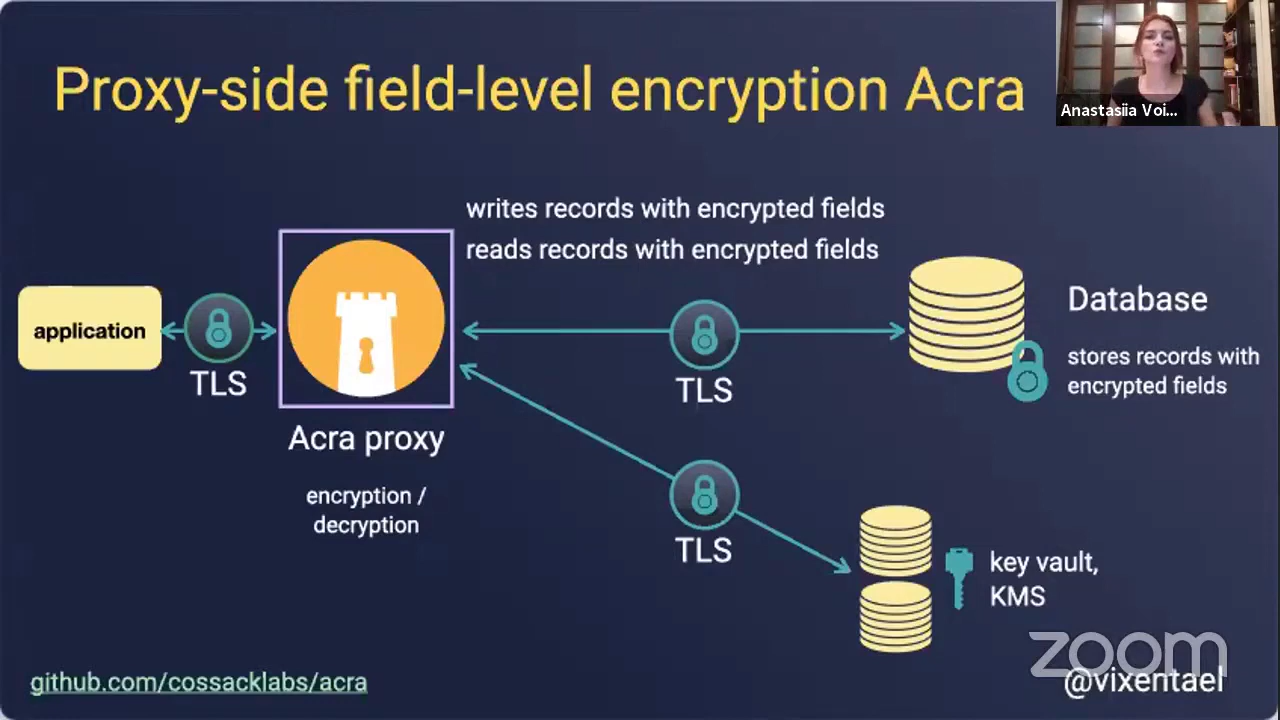 Proxy-side field-level encryption Acra
Anastasiia Voi...
writes records with encrypted fields
reads records with encrypted fields
application
TLS
Acra proxy
encryption /
decryption
TLS
Database
stores records with
encrypted fields
TLS
key vault,
KMS
github.com/cossacklabs/acra
zoom
@vixentael